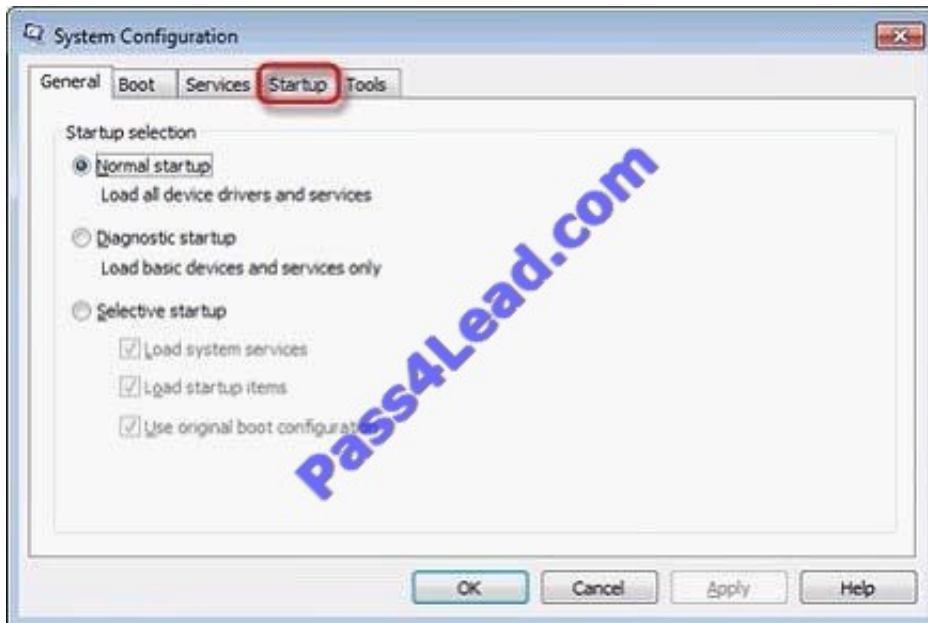 System Configuration
General Boot Services Startup Tools
Startup selection
Normal startup
Load all device drivers and services
Diagnostic startup
Load basic devices and services only
Selective startup
Load system services
Load startup items
Use original boot configuration
Pass4Lead.com
OK Cancel Apply Help